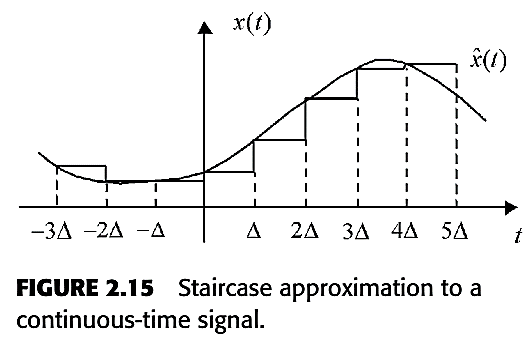 x(t)
x̂(t)
−3Δ −2Δ −Δ Δ 2Δ 3Δ 4Δ 5Δ t
FIGURE 2.15 Staircase approximation to a
continuous-time signal.